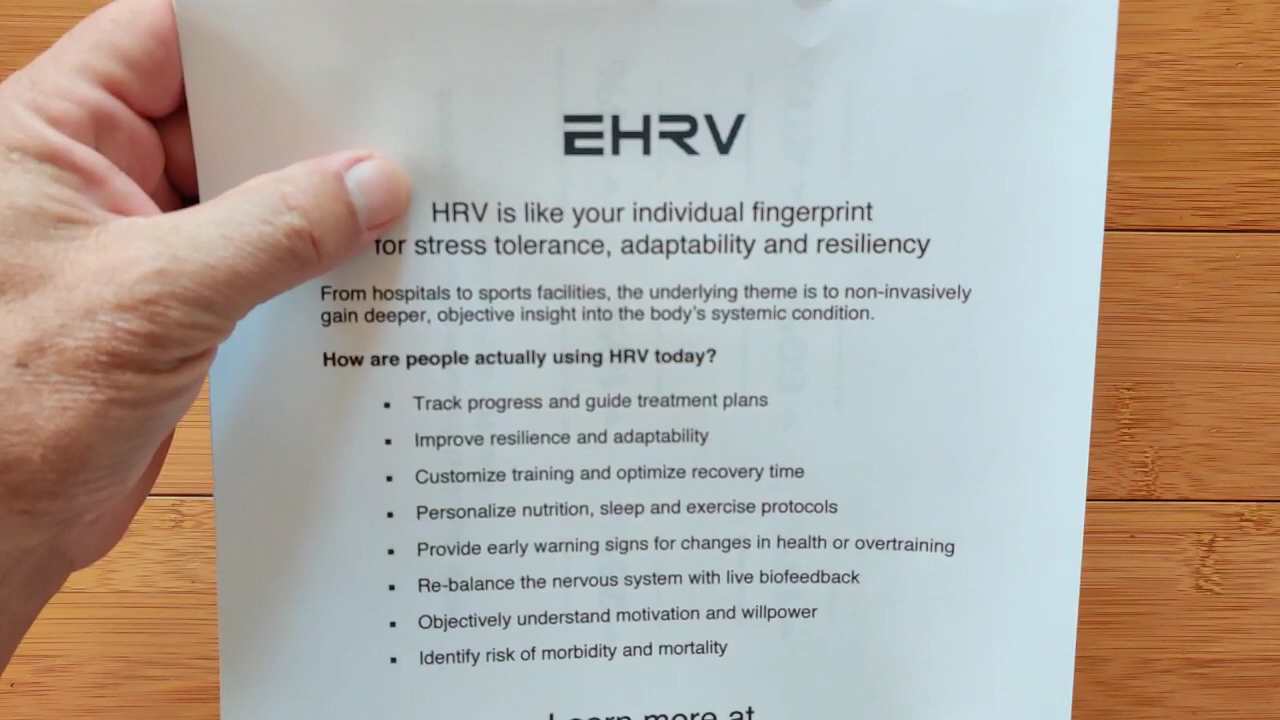 EHRV
HRV is like your individual fingerprint
for stress tolerance, adaptability and resiliency
From hospitals to sports facilities, the underlying theme is to non-invasively
gain deeper, objective insight into the body's systemic condition.
How are people actually using HRV today?
▪ Track progress and guide treatment plans
▪ Improve resilience and adaptability
▪ Customize training and optimize recovery time
▪ Personalize nutrition, sleep and exercise protocols
▪ Provide early warning signs for changes in health or overtraining
▪ Re-balance the nervous system with live biofeedback
▪ Objectively understand motivation and willpower
▪ Identify risk of morbidity and mortality
Learn more at